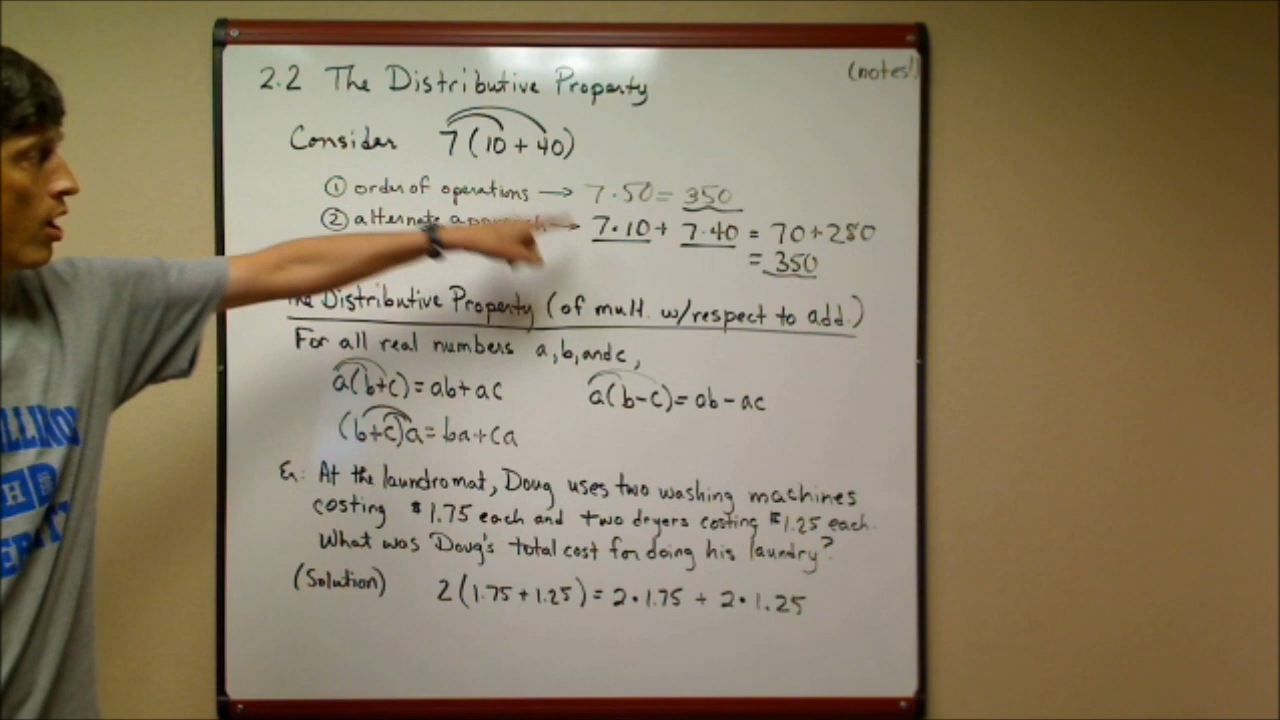 2.2 The Distributive Property
(notes!)
Consider 7(10+40)
① order of operations → 7·50 = 350
② alternate approach → 7·10 + 7·40 = 70+280
= 350
The Distributive Property (of mult. w/respect to add.)
For all real numbers a,b, and c,
a(b+c)=ab+ac a(b-c)=ab-ac
(b+c)a=ba+ca
Ex: At the laundromat, Doug uses two washing machines
costing $1.75 each and two dryers costing $1.25 each.
What was Doug's total cost for doing his laundry?
(Solution) 2(1.75+1.25) = 2•1.75 + 2•1.25